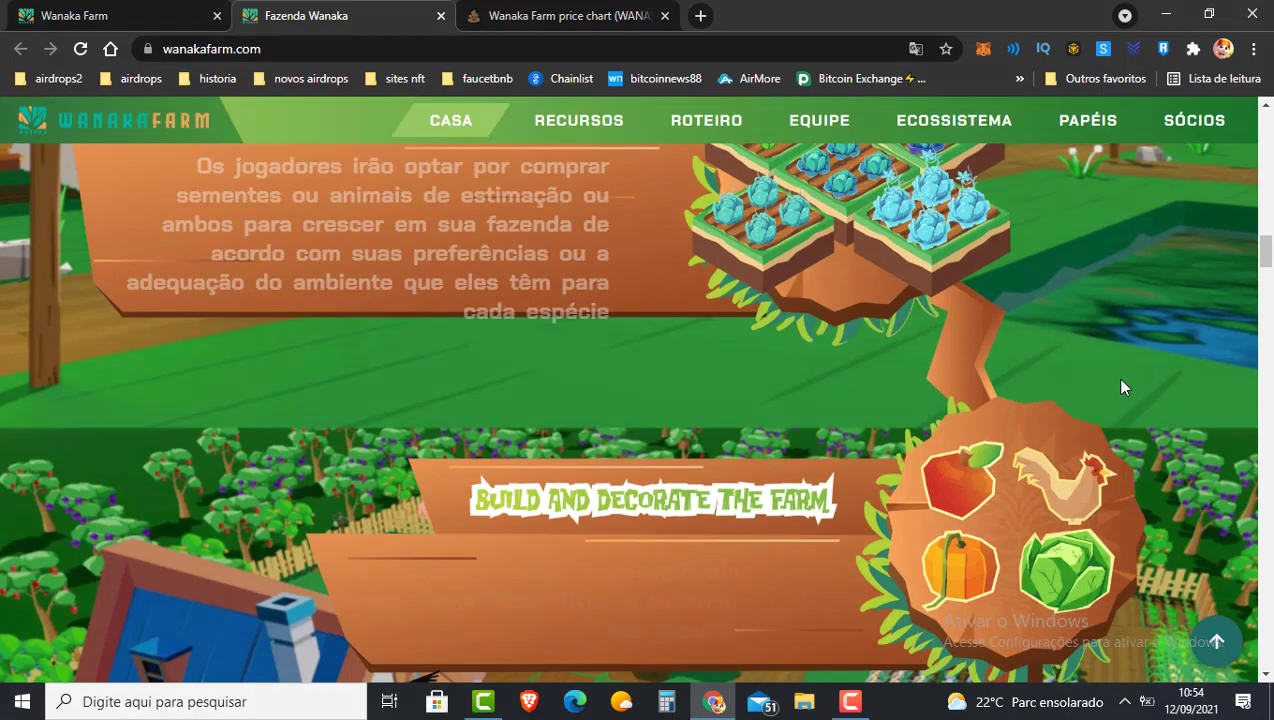 Wanaka Farm
Fazenda Wanaka
Wanaka Farm price chart (WANA)
wanakafarm.com
airdrops2
airdrops
historia
novos airdrops
sites nft
faucetbnb
Chainlist
wn bitcoinnews88
AirMore
Bitcoin Exchange⚡...
»
Outros favoritos
Lista de leitura
WANAKAFARM
CASA
RECURSOS
ROTEIRO
EQUIPE
ECOSSISTEMA
PAPÉIS
SÓCIOS
Os jogadores irão optar por comprar
sementes ou animais de estimação ou
ambos para crescer em sua fazenda de
acordo com suas preferências ou a
adequação do ambiente que eles têm para
cada espécie
BUILD AND DECORATE THE FARM
Ativar o Windows
Acesse Configurações para ativar o Windows.
Digite aqui para pesquisar
51
22°C Parc ensolarado
10:54
12/09/2021